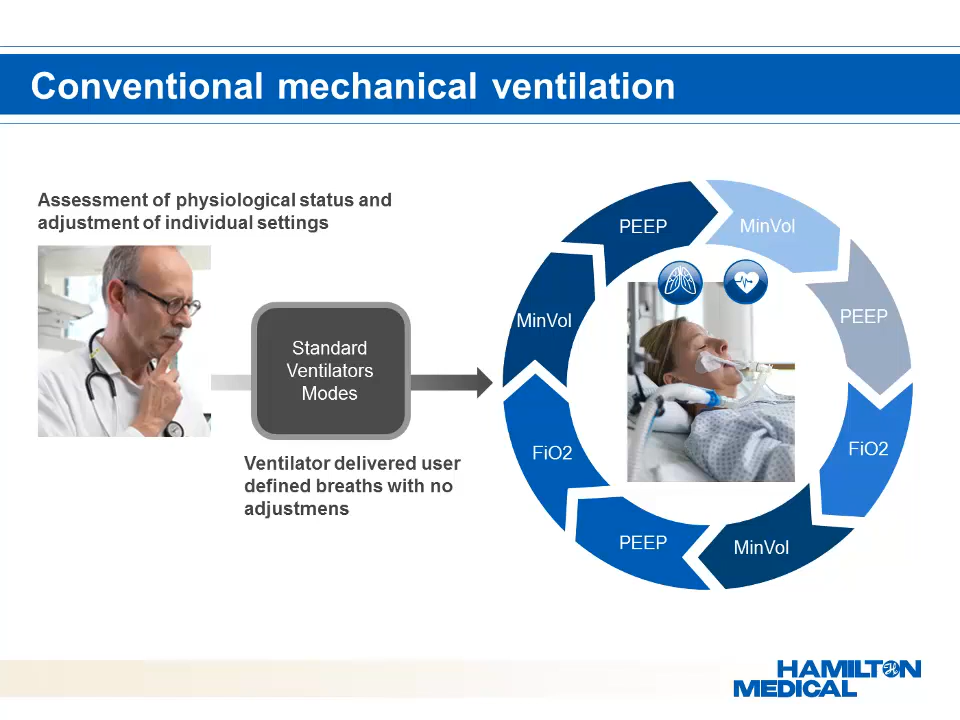 Conventional mechanical ventilation
Assessment of physiological status and
adjustment of individual settings
Standard
Ventilators
Modes
Ventilator delivered user
defined breaths with no
adjustmens
MinVol
PEEP
FiO2
MinVol
PEEP
FiO2
MinVol
PEEP
HAMILTON
MEDICAL